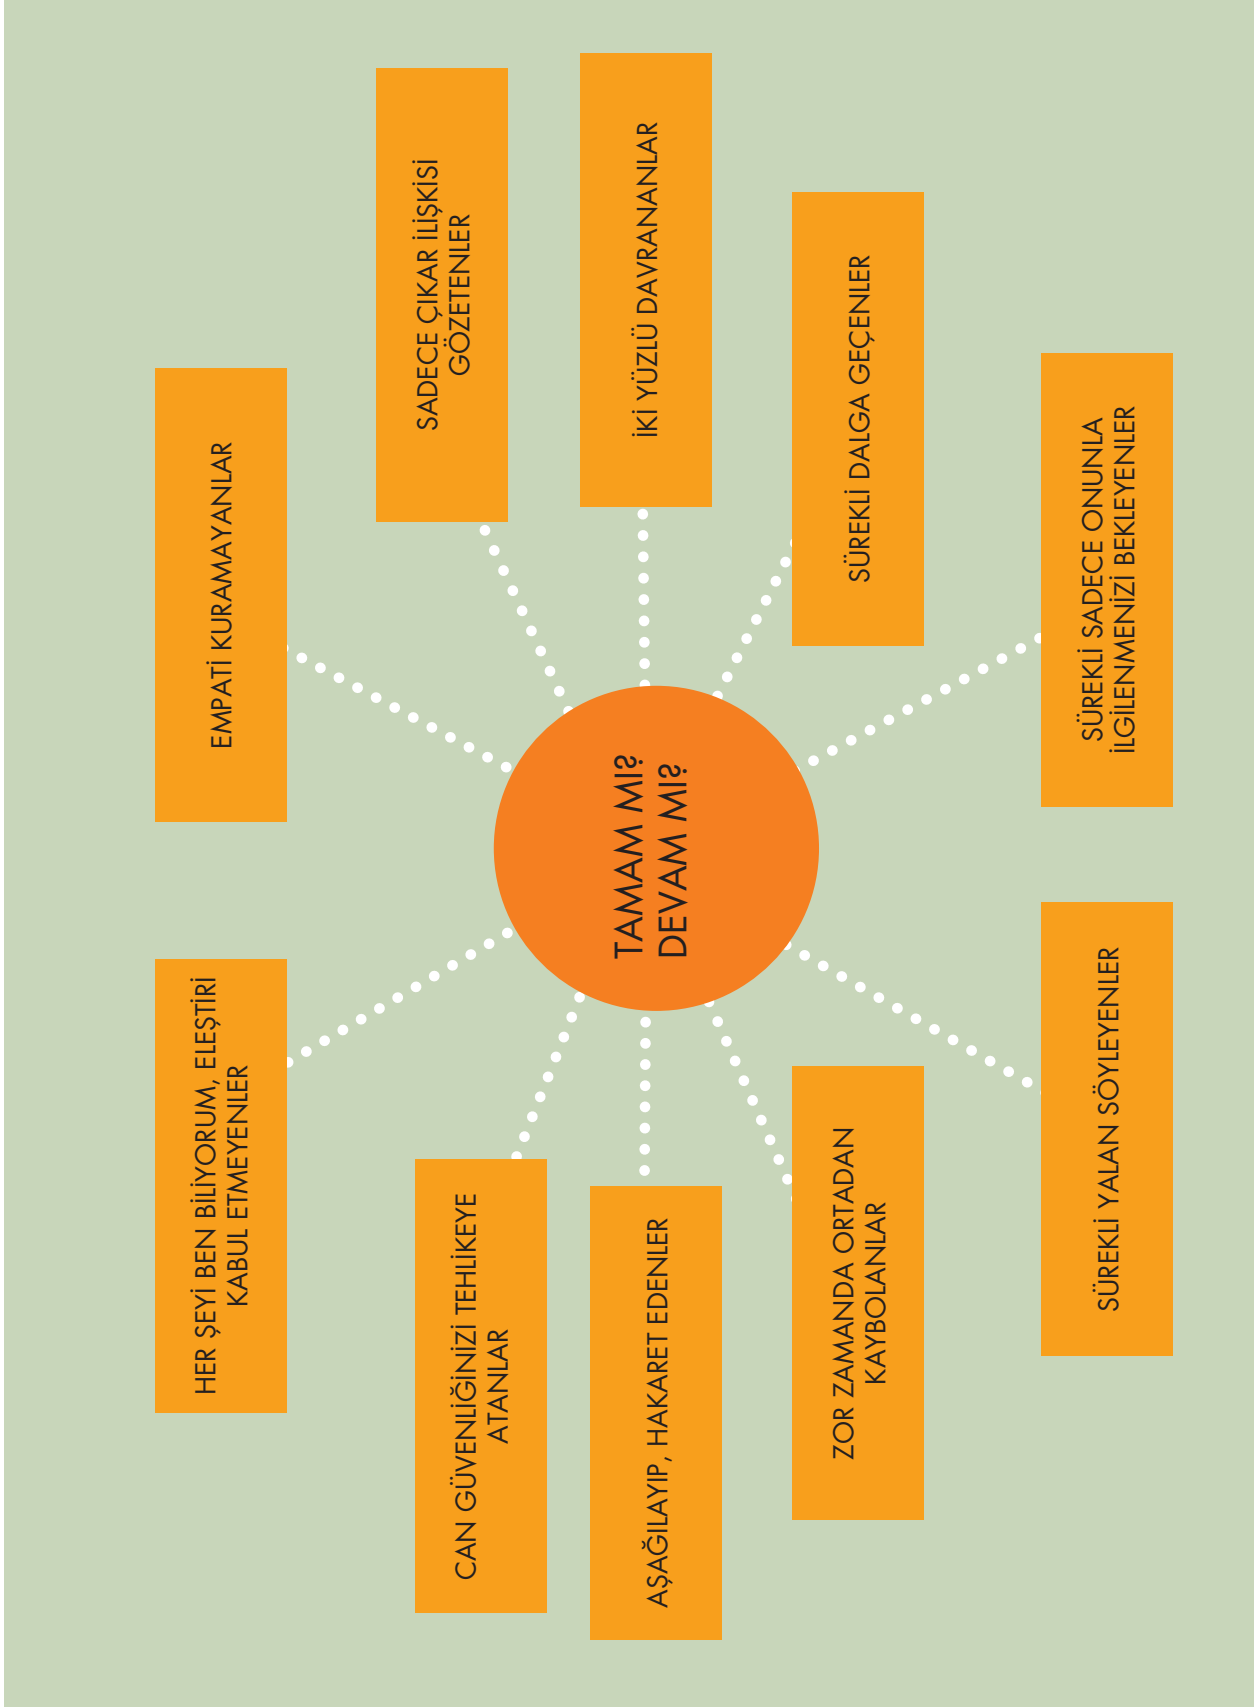 HER ŞEYİ BEN BİLİYORUM, ELEŞTİRİ
KABUL ETMEYENLER
EMPATİ KURAMAYANLAR
CAN GÜVENLİĞİNİZİ TEHLİKEYE
ATANLAR
SADECE ÇIKAR İLİŞKİSİ
GÖZETENLER
TAMAM MI?
DEVAM MI?
AŞAĞILAYIP, HAKARET EDENLER
İKİ YÜZLÜ DAVRANANLAR
ZOR ZAMANDA ORTADAN
KAYBOLANLAR
SÜREKLİ DALGA GEÇENLER
SÜREKLİ YALAN SÖYLEYENLER
SÜREKLİ SADECE ONUNLA
İLGİLENMENİZİ BEKLEYENLER